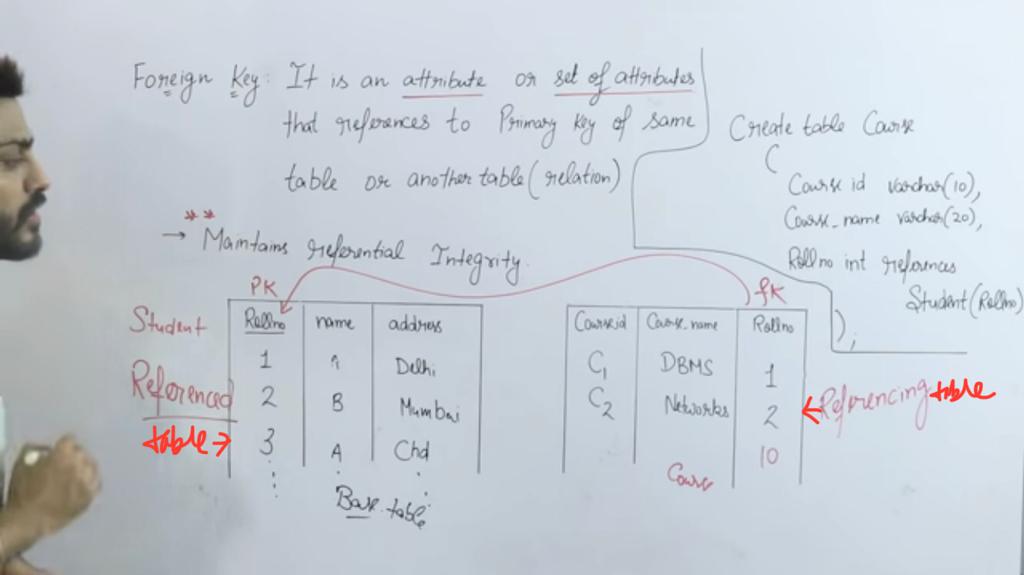 Foreign Key: It is an attribute or set of attributes
that references to Primary Key of same
table or another table (relation)
** → Maintains referential Integrity.
Create table Course
(
Course id varchar(10),
Course_name varchar(20),
Rollno int references
Student(Rollno)
);
PK
Student
Rollno name address
1 A Delhi
2 B Mumbai
3 A Chd
Referenced
table →
Base table
fK
Courseid Course_name Rollno
C1 DBMS 1
C2 Networks 2
10
Course
← Referencing table